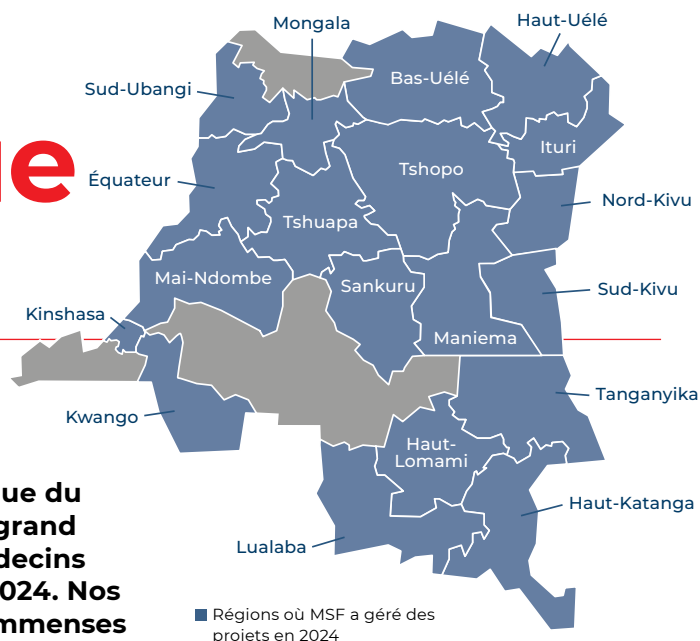 Mongala
Haut-Uélé
Bas-Uélé
Sud-Ubangi
Ituri
Tshopo
Équateur
Nord-Kivu
Tshuapa
Mai-Ndombe
Sankuru
Sud-Kivu
Kinshasa
Maniema
Tanganyika
Kwango
Haut-
Lomami
Haut-Katanga
Lualaba
ue
ue du
grand
decins
024. Nos
mmenses
Régions où MSF a géré des
projets en 2024